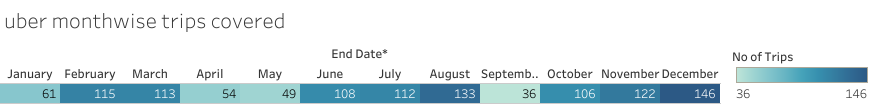 uber monthwise trips covered
End Date*
No of Trips
January February March April May June July August Septemb.. October November December
61 115 113 54 49 108 112 133 36 106 122 146
36 146